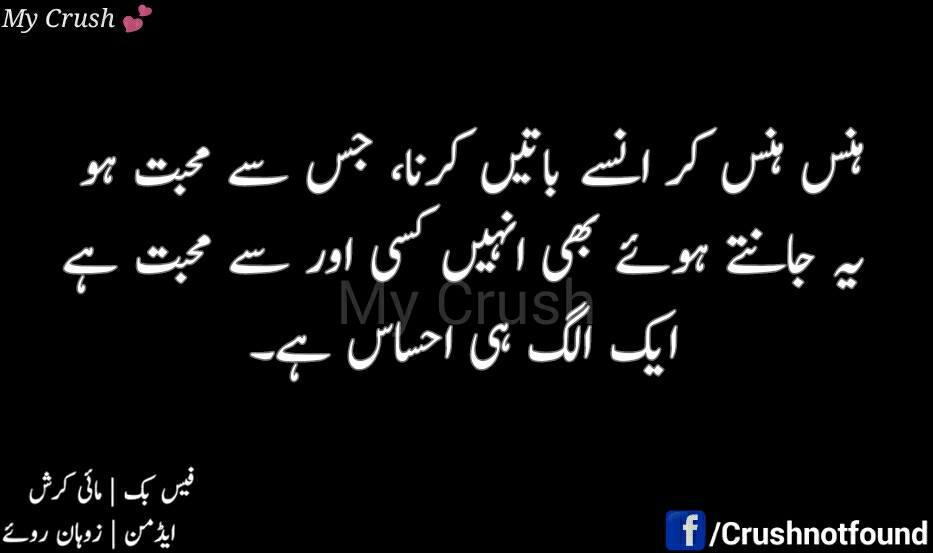 My Crush 💕
ہنس ہنس کر انسے باتیں کرنا، جس سے محبت ہو
یہ جانتے ہوئے بھی انہیں کسی اور سے محبت ہے
My Crush
ایک الگ ہی احساس ہے۔
فیس بک | مائی کرش
ایڈمن | زوہان روئے
f /Crushnotfound